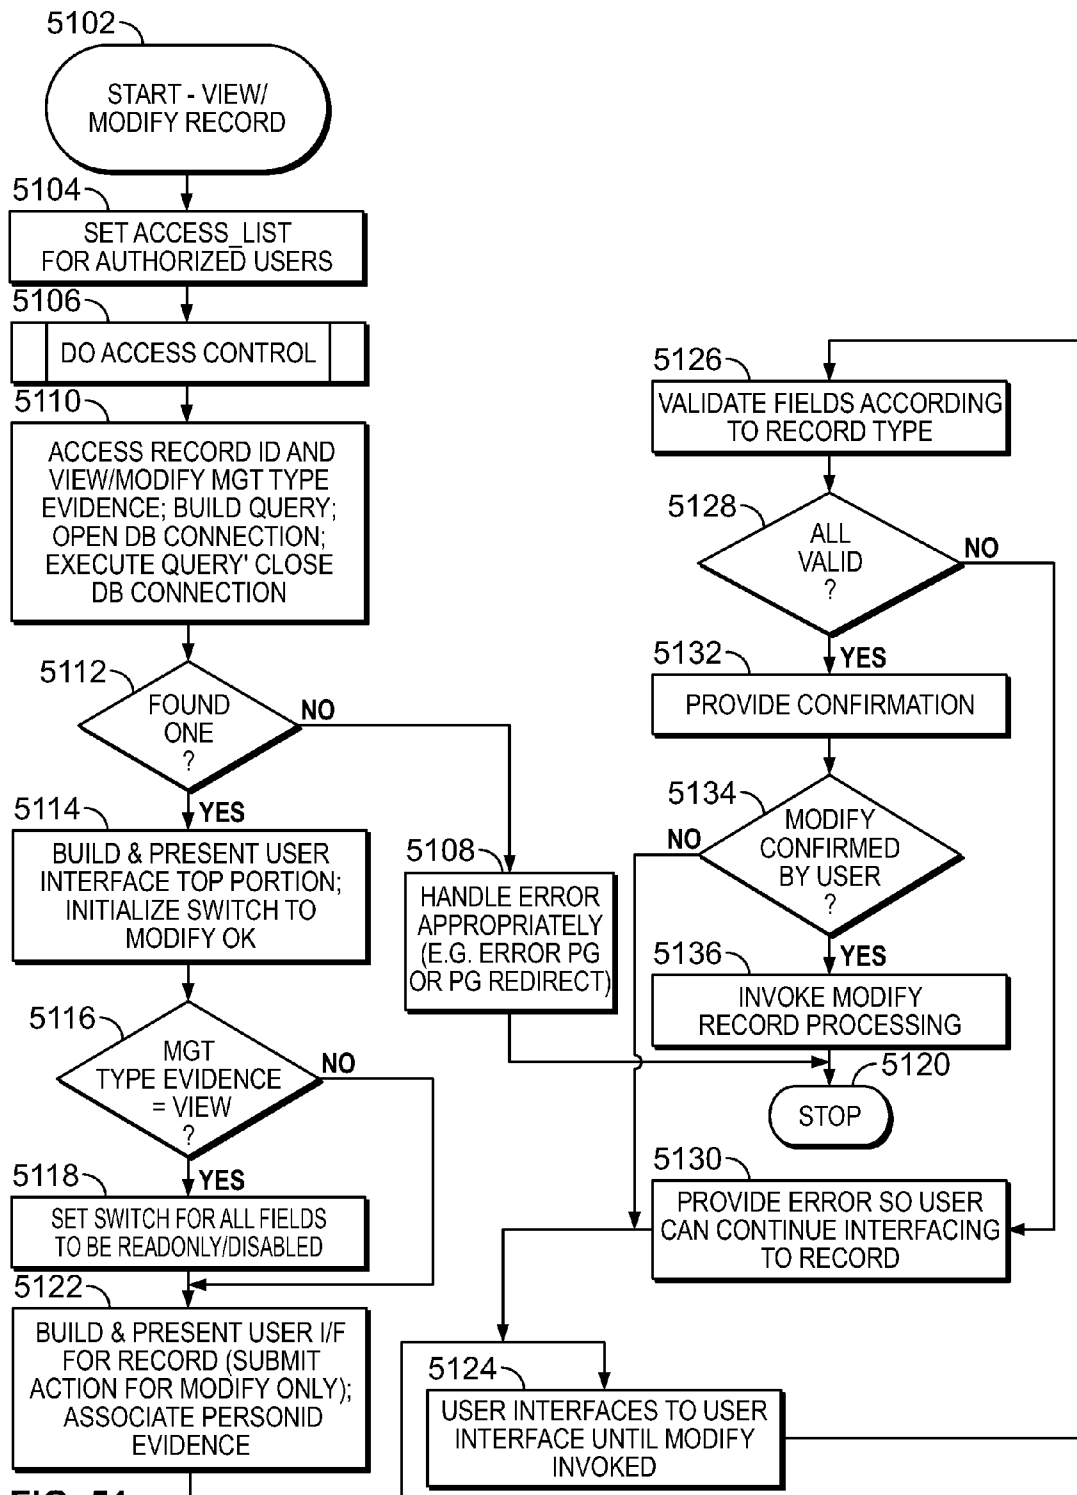 5102
START - VIEW/
MODIFY RECORD
5104
SET ACCESS_LIST
FOR AUTHORIZED USERS
5106
DO ACCESS CONTROL
5110
ACCESS RECORD ID AND
VIEW/MODIFY MGT TYPE
EVIDENCE; BUILD QUERY;
OPEN DB CONNECTION;
EXECUTE QUERY' CLOSE
DB CONNECTION
5112
FOUND
ONE
?
NO
YES
5114
BUILD & PRESENT USER
INTERFACE TOP PORTION;
INITIALIZE SWITCH TO
MODIFY OK
5116
MGT
TYPE EVIDENCE
= VIEW
?
NO
YES
5118
SET SWITCH FOR ALL FIELDS
TO BE READONLY/DISABLED
5122
BUILD & PRESENT USER I/F
FOR RECORD (SUBMIT
ACTION FOR MODIFY ONLY);
ASSOCIATE PERSONID
EVIDENCE
5108
HANDLE ERROR
APPROPRIATELY
(E.G. ERROR PG
OR PG REDIRECT)
5126
VALIDATE FIELDS ACCORDING
TO RECORD TYPE
5128
ALL
VALID
?
NO
YES
5132
PROVIDE CONFIRMATION
5134
MODIFY
CONFIRMED
BY USER
?
NO
YES
5136
INVOKE MODIFY
RECORD PROCESSING
5120
STOP
5130
PROVIDE ERROR SO USER
CAN CONTINUE INTERFACING
TO RECORD
5124
USER INTERFACES TO USER
INTERFACE UNTIL MODIFY
INVOKED